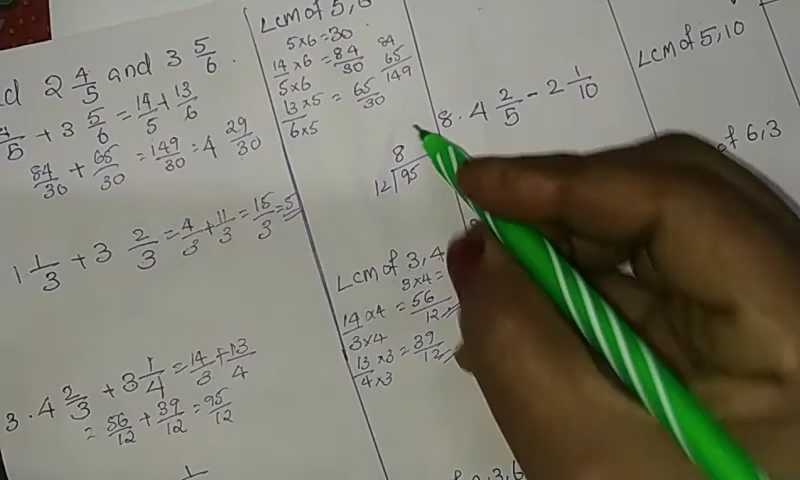 2 4/5 and 3 5/6.
+ 3 5/6 = 14/5 + 13/6
84/30 + 65/30 = 149/30 = 4 29/30
1 1/3 + 3 2/3 = 4/3 + 11/3 = 15/3 = 5
3. 4 2/3 + 3 1/4 = 14/3 + 13/4
= 56/12 + 39/12 = 95/12
Lcm of 5, 6
5×6 = 30.
14×6/5×6 = 84/30
84
65
149
13×5/6×5 = 65/30
8
12 95
Lcm of 3, 4
3×4 =
14×4/3×4 = 56/12
13×3/4×3 = 39/12
8. 4 2/5 - 2 1/10
Lcm of 5, 10
of 6, 3